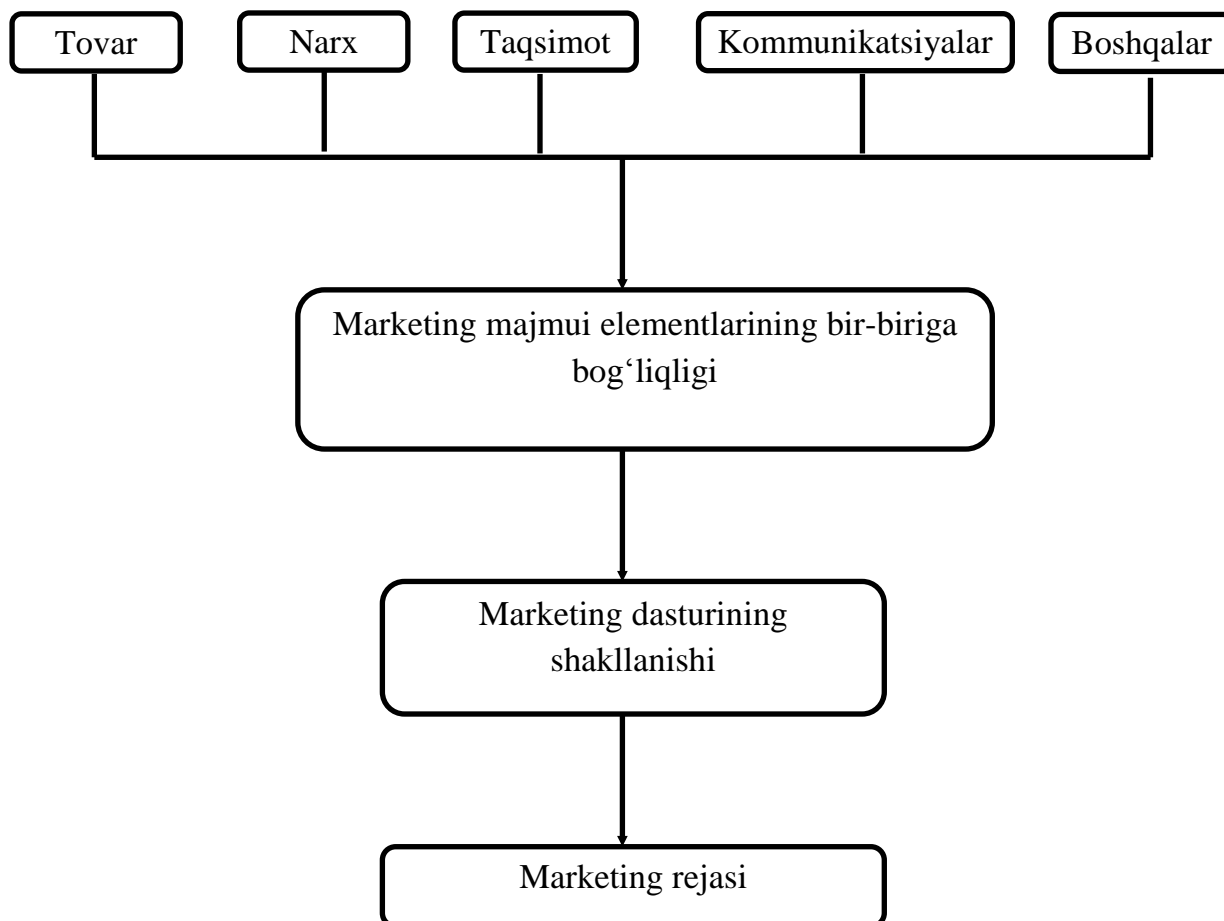 Tovar
Narx
Taqsimot
Kommunikatsiyalar
Boshqalar
Marketing majmui elementlarining bir-biriga
bog‘liqligi
Marketing dasturining
shakllanishi
Marketing rejasi